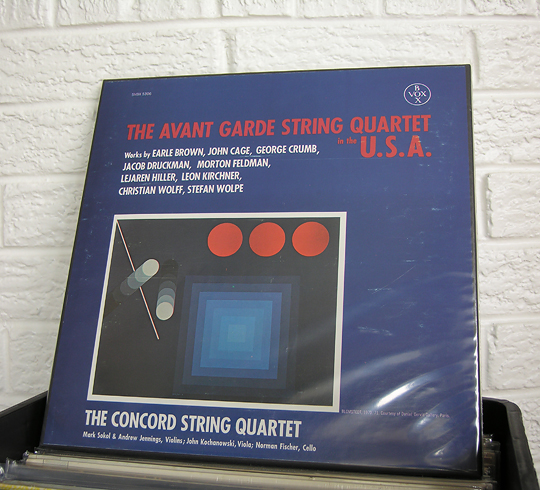 THE AVANT GARDE STRING QUARTET
in the U.S.A.
Works by EARLE BROWN, JOHN CAGE, GEORGE CRUMB,
JACOB DRUCKMAN, MORTON FELDMAN,
LEJAREN HILLER, LEON KIRCHNER,
CHRISTIAN WOLFF, STEFAN WOLPE
VOX
BOX
THE CONCORD STRING QUARTET
Mark Sokol & Andrew Jennings, Violins; John Kochanowski, Viola; Norman Fischer, Cello